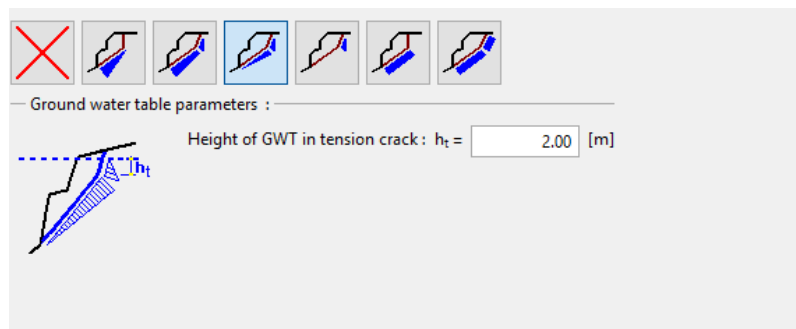 Ground water table parameters :
Height of GWT in tension crack : ht = 2.00 [m]
ht